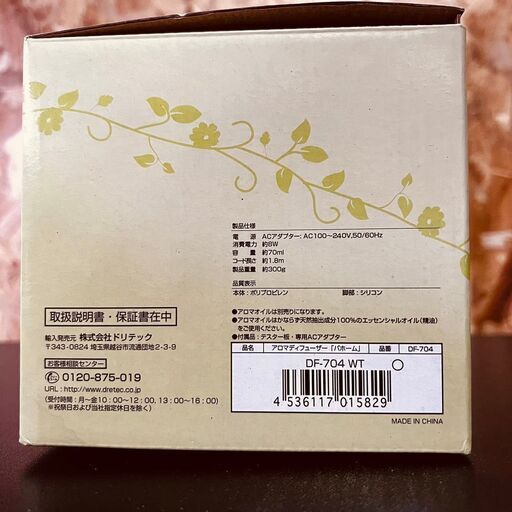 製品仕様
電　源　ACアダプター: AC100～240V,50/60Hz
消費電力　約8W
容　量　約70ml
コード長さ　約1.8m
製品重量　約300g
品質表示
本体：ポリプロピレン　脚部：シリコン
●アロマオイルは別売りになります。
●アロマオイルはかならず天然抽出成分100%のエッセンシャルオイル(精油)
をご使用ください。
●付属品：テスター板・専用ACアダプター
取扱説明書・保証書在中
輸入発売元 株式会社ドリテック
〒343-0824 埼玉県越谷市流通団地2-3-9
お客様相談センター
0120-875-019
URL：http://www.dretec.co.jp
(受付時間：月～金10：00～12：00、13：00～16：00)
※祝祭日および当社指定休日を除く)
品名　アロマディフューザー「パホーム」　品番　DF-704
DF-704 WT ○
4 536117 015829
MADE IN CHINA